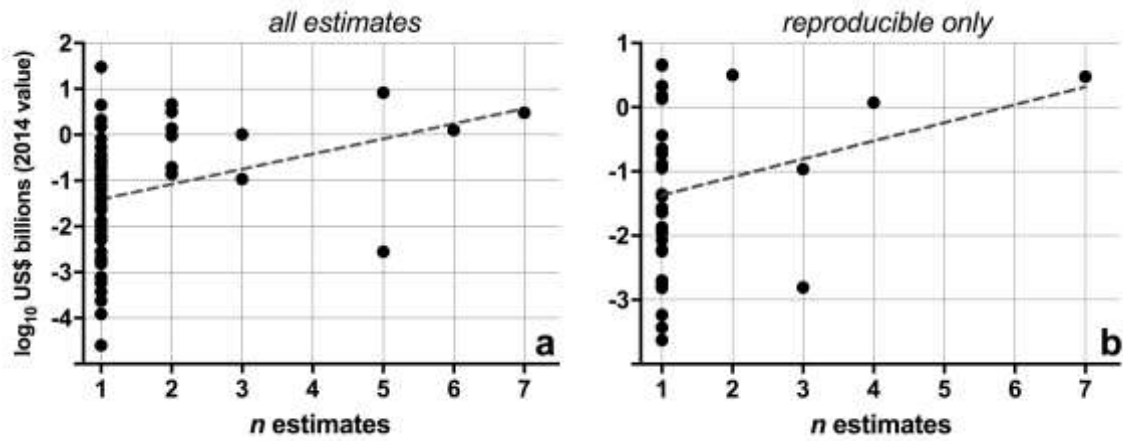 all estimates
reproducible only
log₁₀ US$ billions (2014 value)
2
1
0
-1
-2
-3
-4
1
0
-1
-2
-3
a
b
1 2 3 4 5 6 7
1 2 3 4 5 6 7
n estimates
n estimates